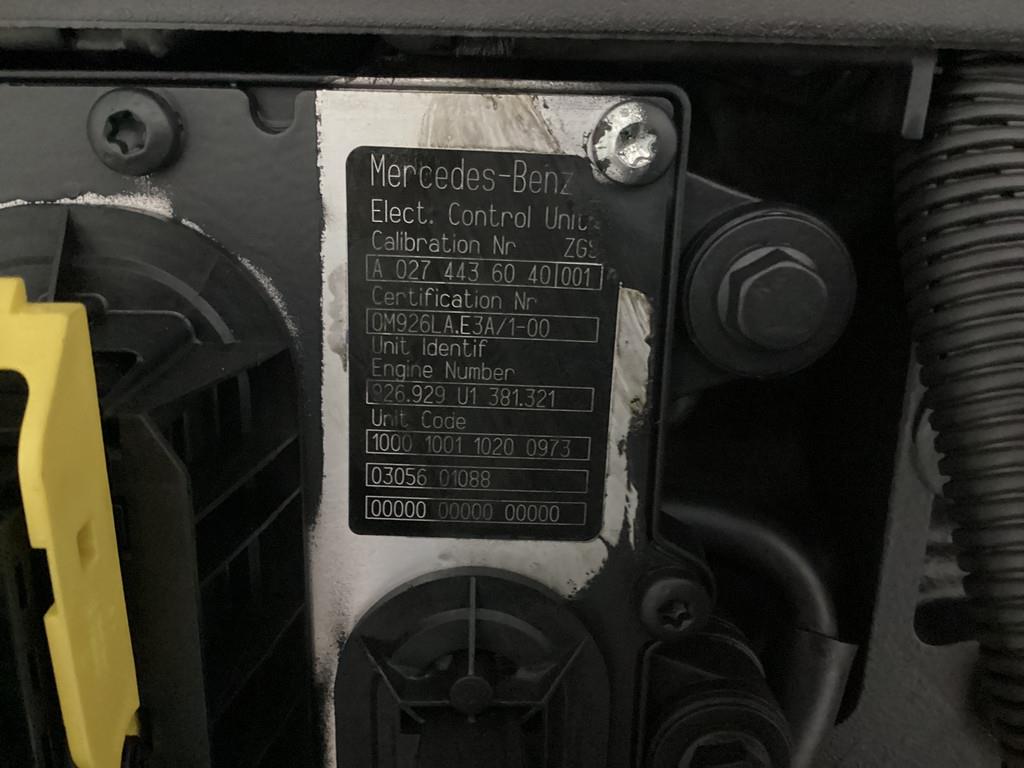 Mercedes-Benz
Elect. Control Unit
Calibration Nr ZGS
A 027 443 60 40 001
Certification Nr
OM926LA.E3A/1-00
Unit Identif
Engine Number
926.929 U1 381.321
Unit Code
1000 1001 1020 0973
03056 01088
00000 00000 00000